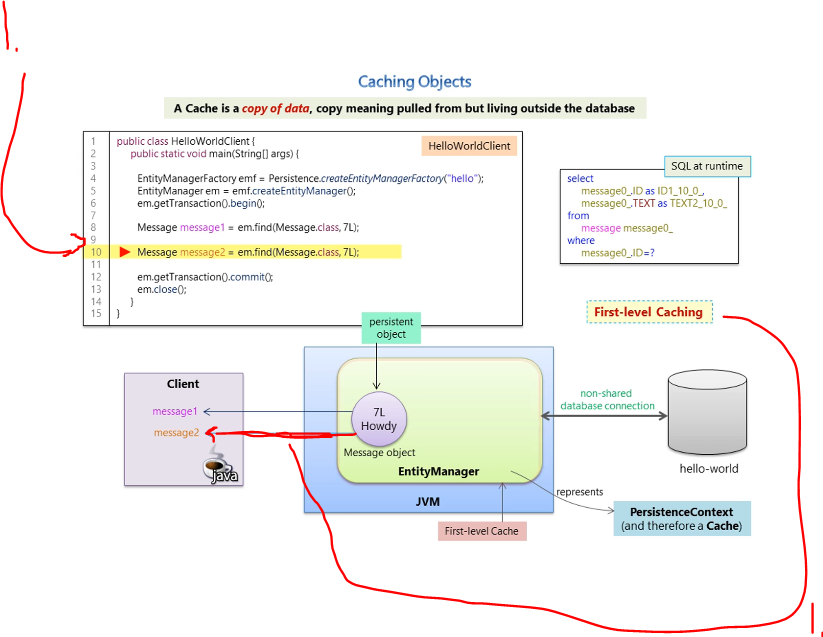 Caching Objects
A Cache is a copy of data, copy meaning pulled from but living outside the database
HelloWorldClient
1 public class HelloWorldClient {
2 public static void main(String[] args) {
3
4 EntityManagerFactory emf = Persistence.createEntityManagerFactory("hello");
5 EntityManager em = emf.createEntityManager();
6 em.getTransaction().begin();
7
8 Message message1 = em.find(Message.class, 7L);
9
10 Message message2 = em.find(Message.class, 7L);
11
12 em.getTransaction().commit();
13 em.close();
14 }
15 }
SQL at runtime
select
message0_.ID as ID1_10_0_,
message0_.TEXT as TEXT2_10_0_
from
message message0_
where
message0_.ID=?
First-level Caching
persistent
object
Client
message1
message2
java
7L
Howdy
Message object
EntityManager
JVM
First-level Cache
non-shared
database connection
hello-world
represents
PersistenceContext
(and therefore a Cache)